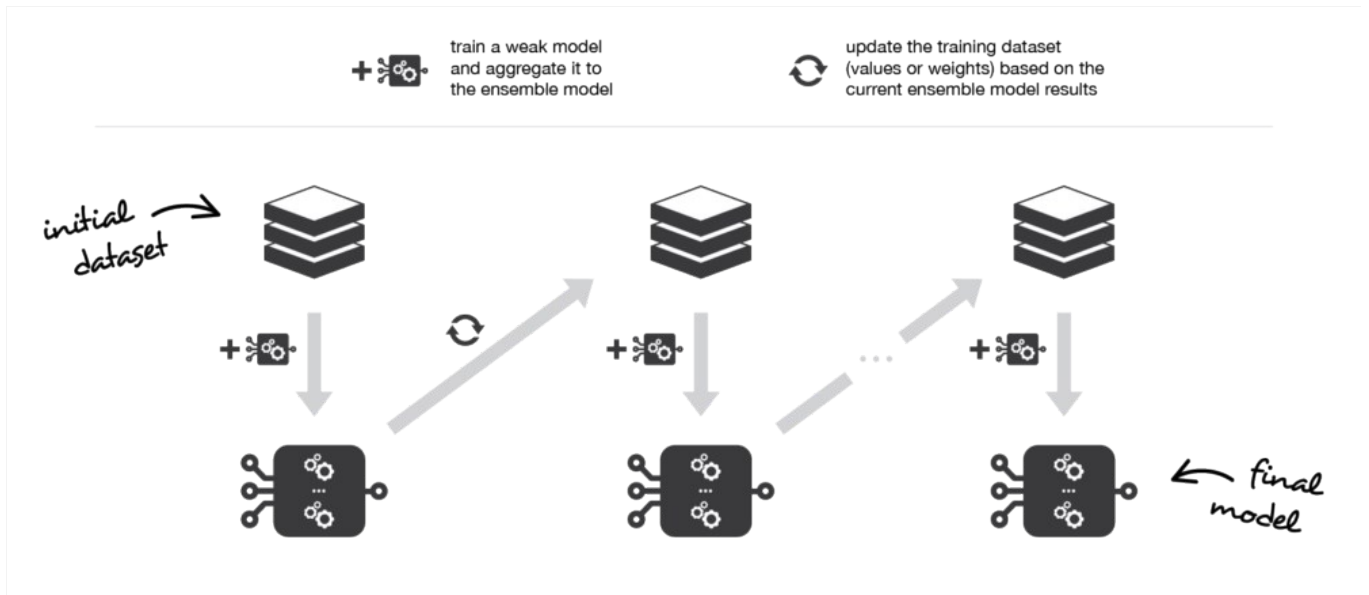 train a weak model
and aggregate it to
the ensemble model
update the training dataset
(values or weights) based on the
current ensemble model results
initial
dataset
final
model